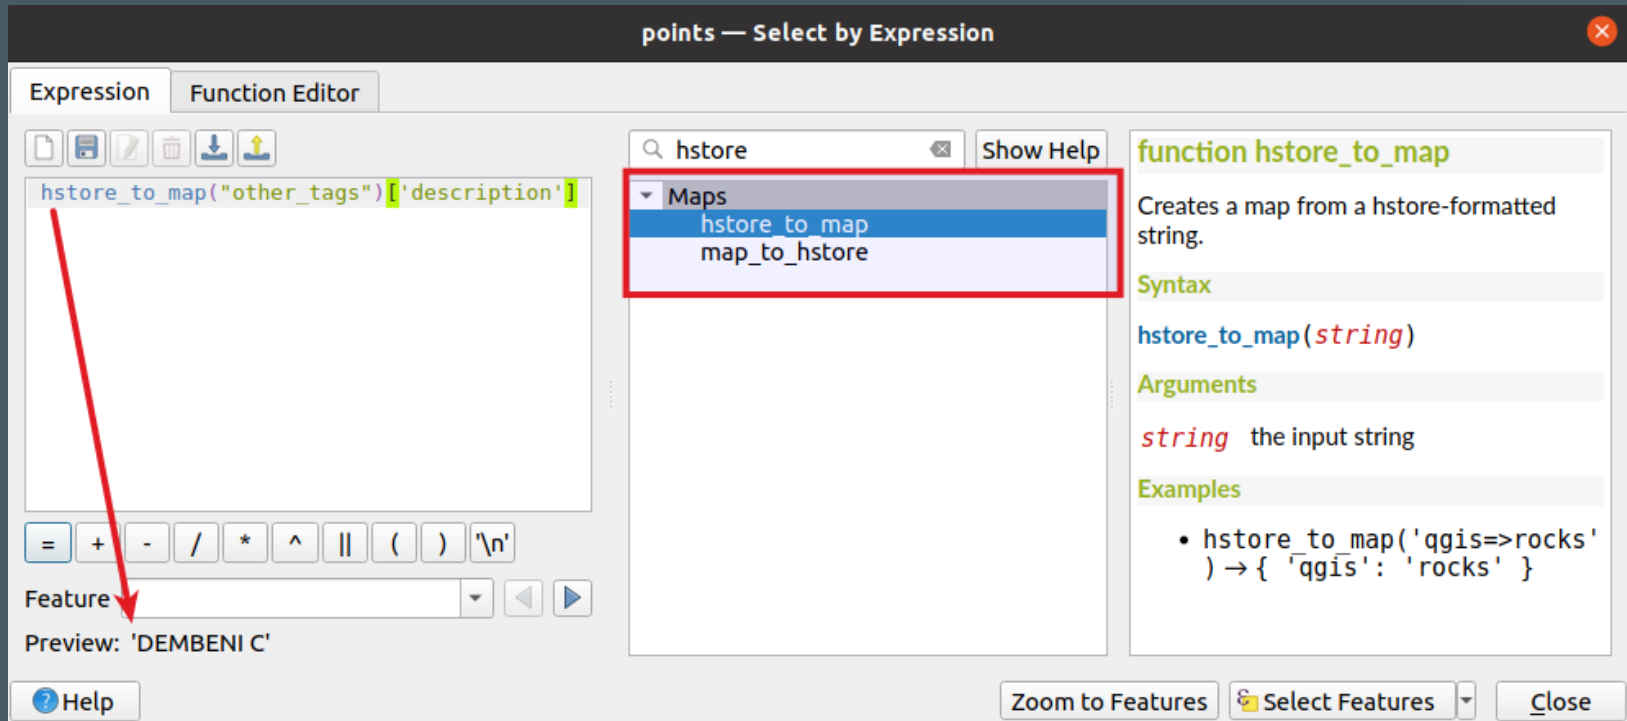 points — Select by Expression
Expression
Function Editor
hstore_to_map("other_tags")['description']
= + - / * ^ || ( ) '\n'
Feature
Preview: 'DEMBENI C'
hstore
Show Help
Maps
hstore_to_map
map_to_hstore
function hstore_to_map
Creates a map from a hstore-formatted
string.
Syntax
hstore_to_map(string)
Arguments
string the input string
Examples
• hstore_to_map('qgis=>rocks'
) → { 'qgis': 'rocks' }
Help
Zoom to Features
Select Features
Close